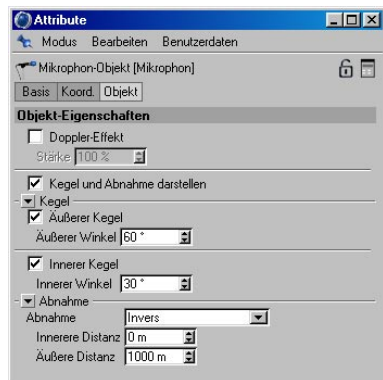 Attribute
Modus Bearbeiten Benutzerdaten
Mikrophon-Objekt [Mikrophon]
Basis Koord. Objekt
Objekt-Eigenschaften
Doppler-Effekt
Stärke 100 %
Kegel und Abnahme darstellen
Kegel
Äußerer Kegel
Äußerer Winkel 60 °
Innerer Kegel
Innerer Winkel 30 °
Abnahme
Abnahme Invers
Innerere Distanz 0 m
Äußere Distanz 1000 m